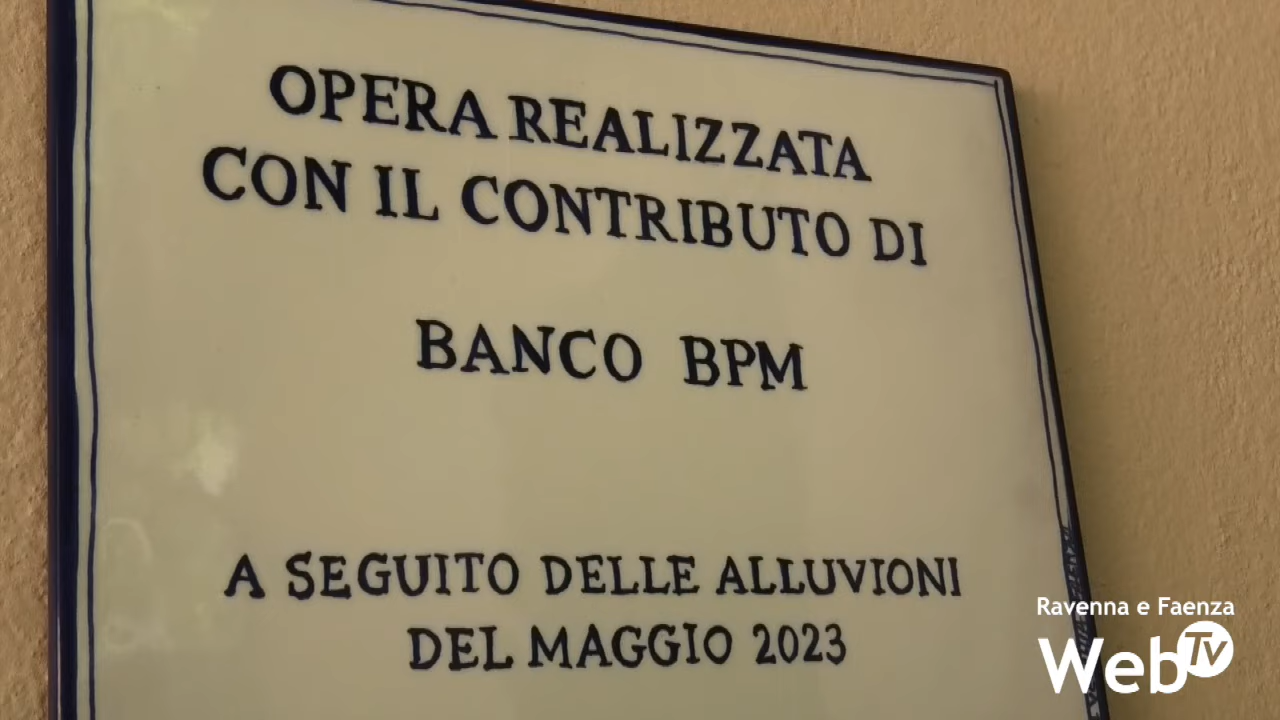 OPERA REALIZZATA
CON IL CONTRIBUTO DI
BANCO BPM
A SEGUITO DELLE ALLUVIONI
DEL MAGGIO 2023
Ravenna e Faenza
WebTv